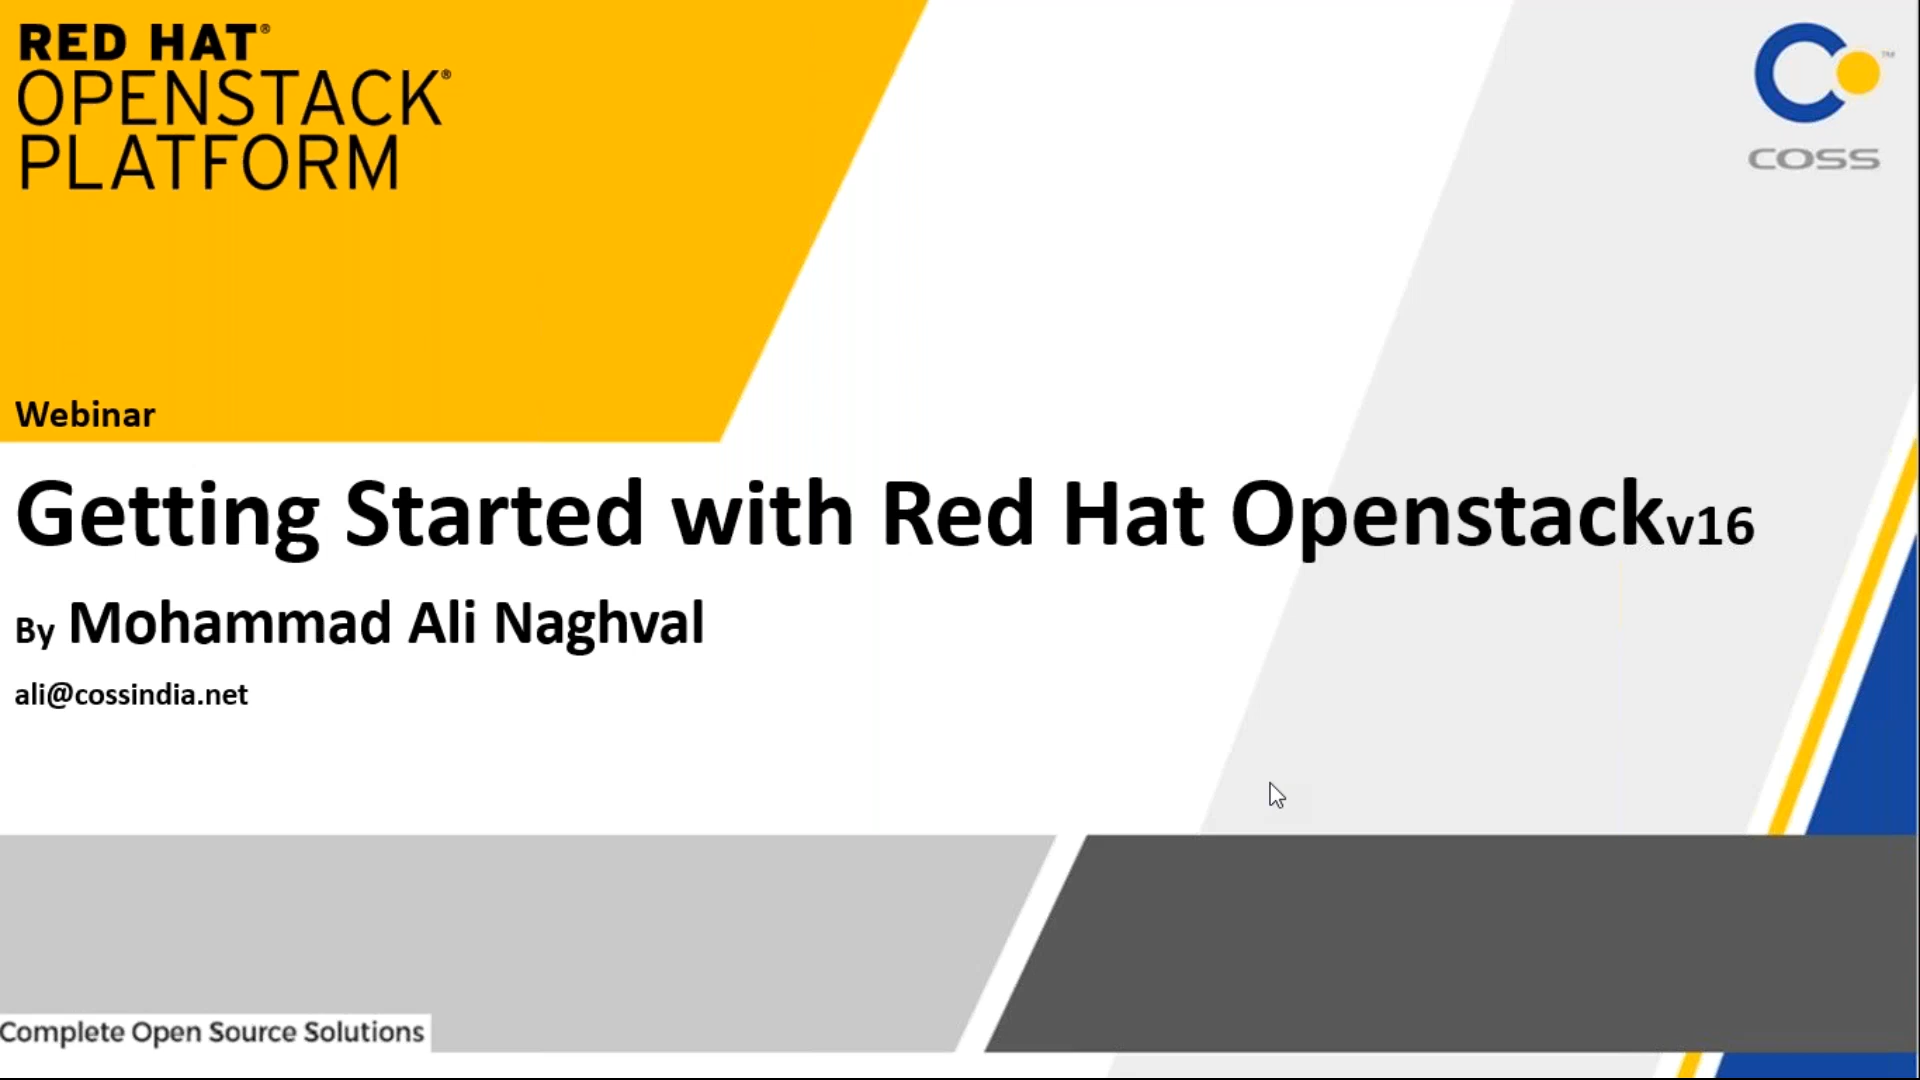 RED HAT®
OPENSTACK®
PLATFORM
™
COSS
Webinar
Getting Started with Red Hat Openstackv16
By Mohammad Ali Naghval
ali@cossindia.net
Complete Open Source Solutions